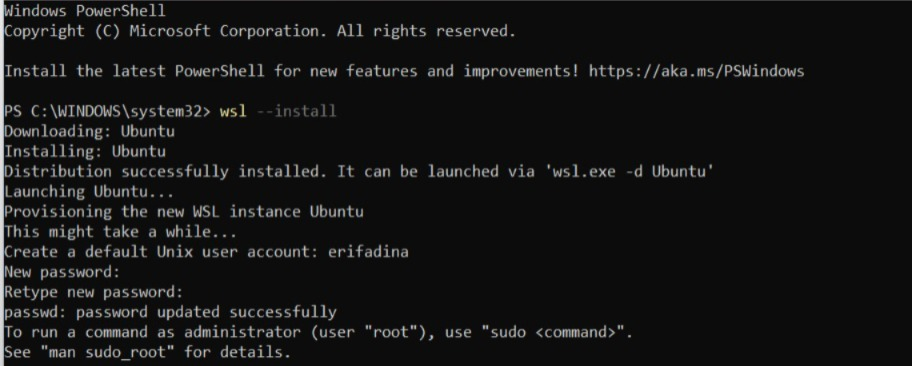 Windows PowerShell
Copyright (C) Microsoft Corporation. All rights reserved.
Install the latest PowerShell for new features and improvements! https://aka.ms/PSWindows
PS C:\WINDOWS\system32> wsl --install
Downloading: Ubuntu
Installing: Ubuntu
Distribution successfully installed. It can be launched via 'wsl.exe -d Ubuntu'
Launching Ubuntu...
Provisioning the new WSL instance Ubuntu
This might take a while...
Create a default Unix user account: erifadina
New password:
Retype new password:
passwd: password updated successfully
To run a command as administrator (user "root"), use "sudo <command>".
See "man sudo_root" for details.